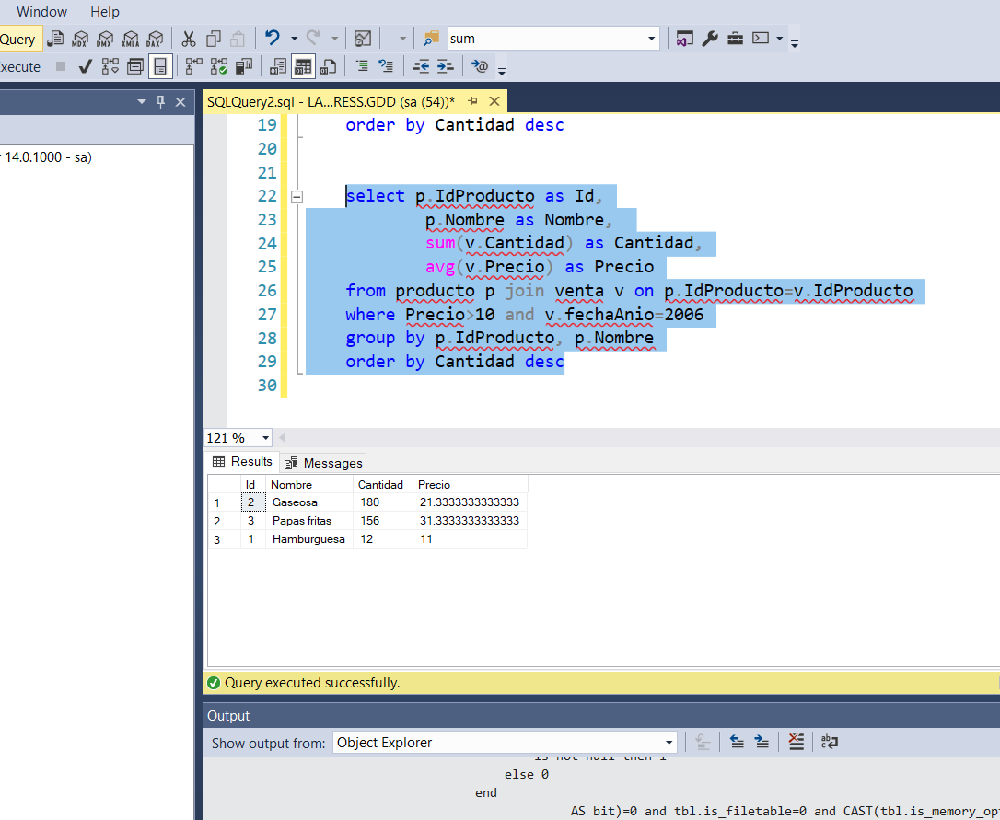 Window Help
Query MDX DMX XMLA DAX sum
xecute
SQLQuery2.sql - LA...RESS.GDD (sa (54))*
14.0.1000 - sa)
19 order by Cantidad desc
20
21
22 select p.IdProducto as Id,
23 p.Nombre as Nombre,
24 sum(v.Cantidad) as Cantidad,
25 avg(v.Precio) as Precio
26 from producto p join venta v on p.IdProducto=v.IdProducto
27 where Precio>10 and v.fechaAnio=2006
28 group by p.IdProducto, p.Nombre
29 order by Cantidad desc
30
121 %
Results Messages
Id Nombre Cantidad Precio
1 2 Gaseosa 180 21.3333333333333
2 3 Papas fritas 156 31.3333333333333
3 1 Hamburguesa 12 11
Query executed successfully.
Output
Show output from: Object Explorer
is not null then 1
else 0
end
AS bit)=0 and tbl.is_filetable=0 and CAST(tbl.is_memory_op